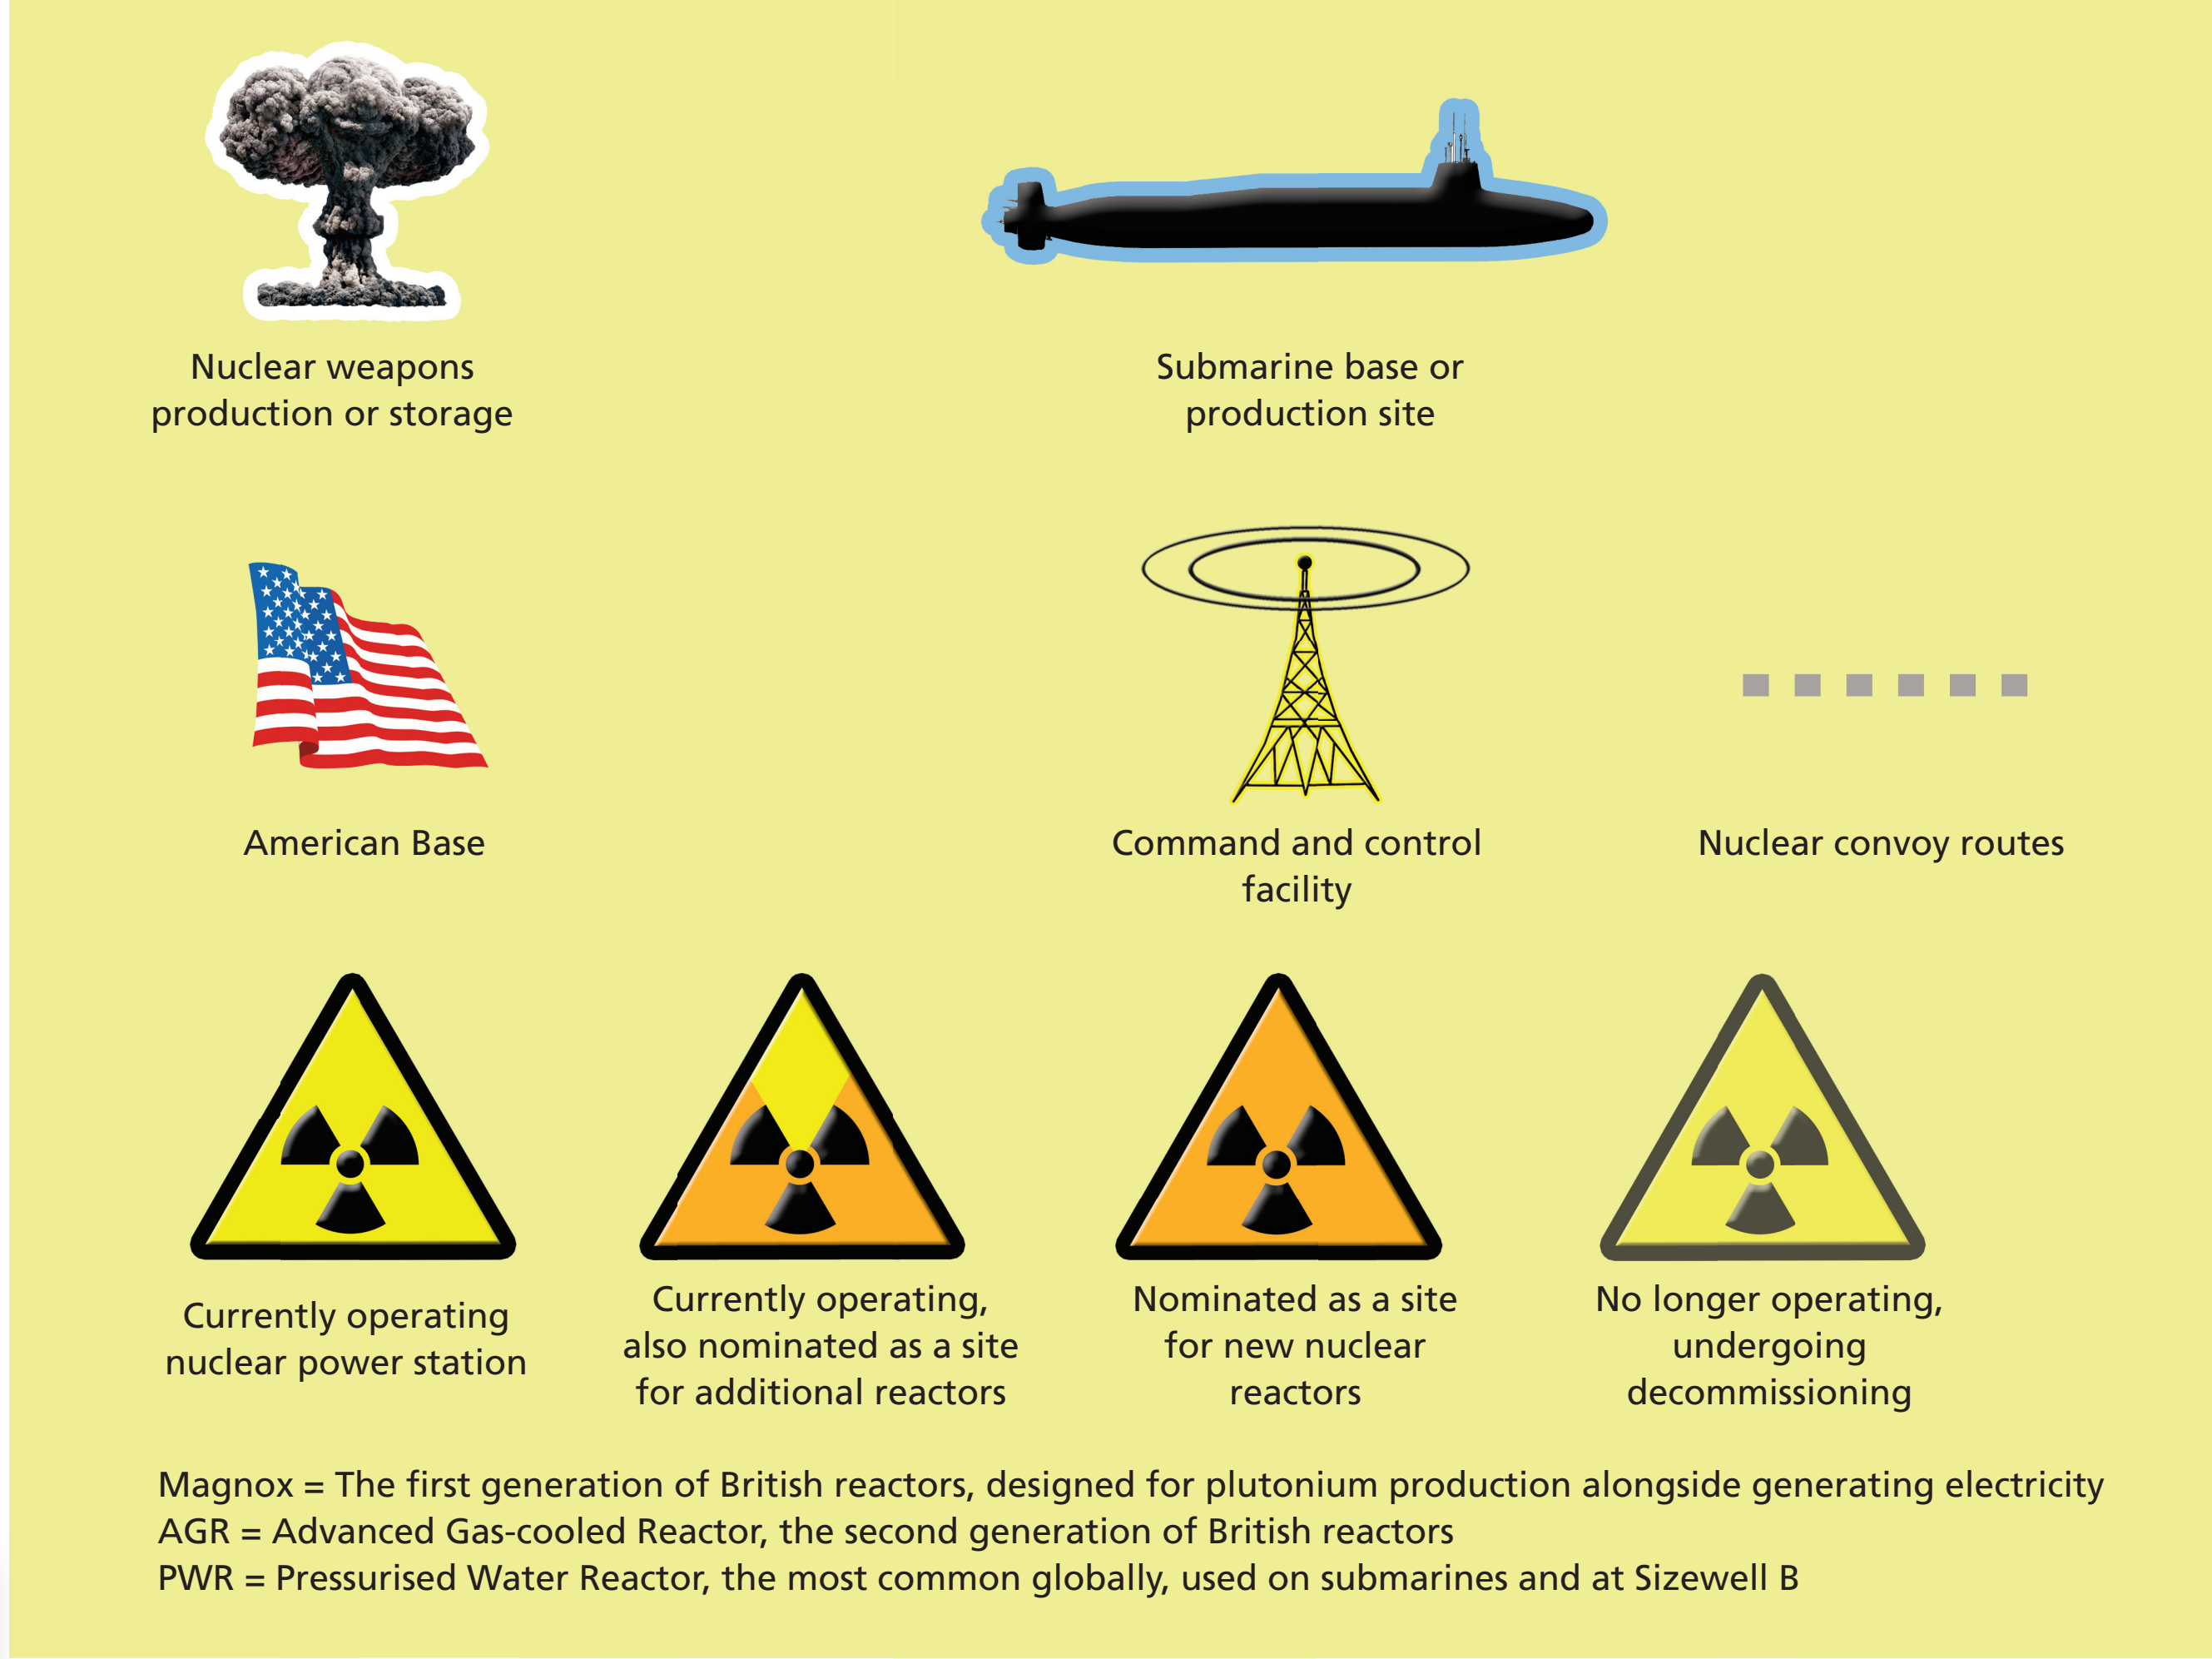 Nuclear weapons
production or storage
Submarine base or
production site
American Base
Command and control
facility
Nuclear convoy routes
Currently operating
nuclear power station
Currently operating,
also nominated as a site
for additional reactors
Nominated as a site
for new nuclear
reactors
No longer operating,
undergoing
decommissioning
Magnox = The first generation of British reactors, designed for plutonium production alongside generating electricity
AGR = Advanced Gas-cooled Reactor, the second generation of British reactors
PWR = Pressurised Water Reactor, the most common globally, used on submarines and at Sizewell B